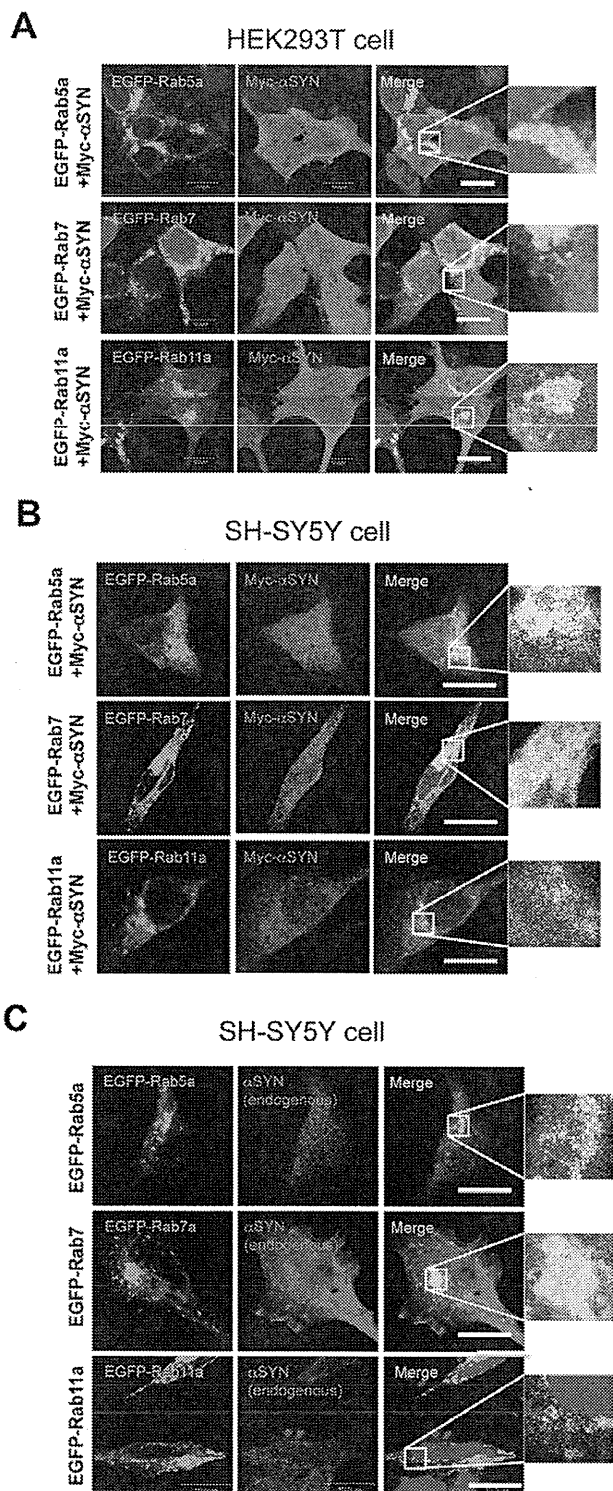 A
HEK293T cell
EGFP-Rab5a
+Myc-αSYN
EGFP-Rab5a
Myc-αSYN
Merge
EGFP-Rab7
+Myc-αSYN
EGFP-Rab7
Myc-αSYN
Merge
EGFP-Rab11a
+Myc-αSYN
EGFP-Rab11a
Myc-αSYN
Merge
B
SH-SY5Y cell
EGFP-Rab5a
+Myc-αSYN
EGFP-Rab5a
Myc-αSYN
Merge
EGFP-Rab7
+Myc-αSYN
EGFP-Rab7
Myc-αSYN
Merge
EGFP-Rab11a
+Myc-αSYN
EGFP-Rab11a
Myc-αSYN
Merge
C
SH-SY5Y cell
EGFP-Rab5a
EGFP-Rab5a
αSYN
(endogenous)
Merge
EGFP-Rab7
EGFP-Rab7a
αSYN
(endogenous)
Merge
EGFP-Rab11a
EGFP-Rab11a
αSYN
(endogenous)
Merge